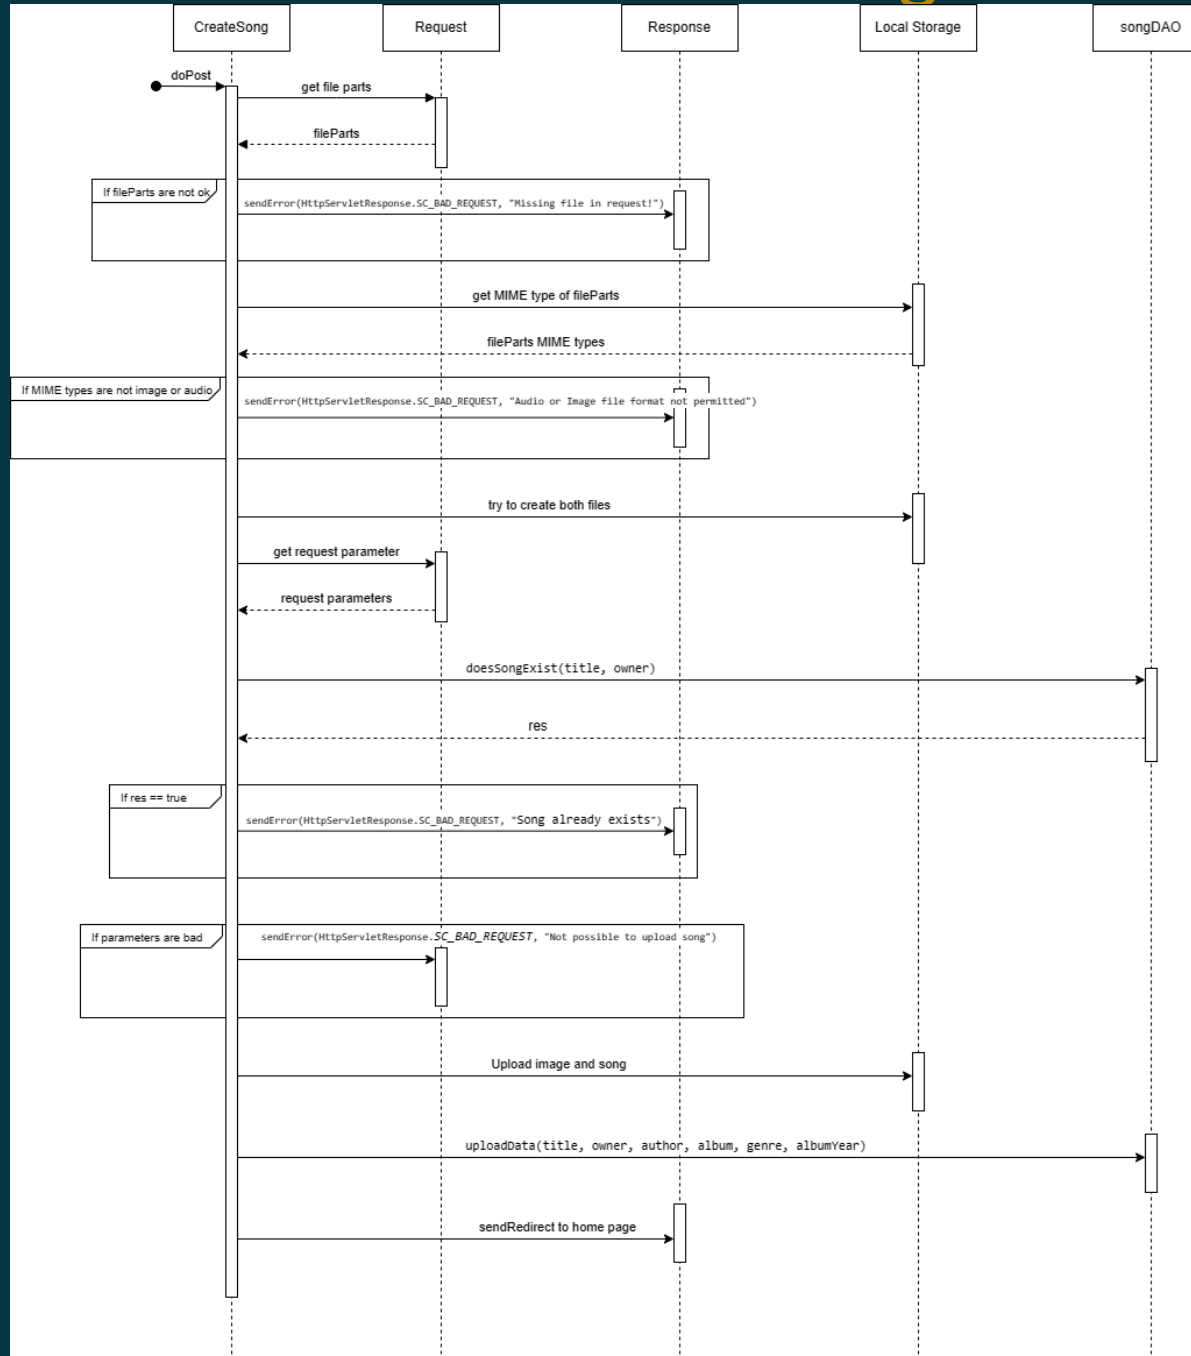 CreateSong
Request
Response
Local Storage
songDAO
doPost
get file parts
fileParts
If fileParts are not ok
sendError(HttpServletResponse.SC_BAD_REQUEST, "Missing file in request!")
get MIME type of fileParts
fileParts MIME types
If MIME types are not image or audio
sendError(HttpServletResponse.SC_BAD_REQUEST, "Audio or Image file format not permitted")
try to create both files
get request parameter
request parameters
doesSongExist(title, owner)
res
If res == true
sendError(HttpServletResponse.SC_BAD_REQUEST, "Song already exists")
If parameters are bad
sendError(HttpServletResponse.SC_BAD_REQUEST, "Not possible to upload song")
Upload image and song
uploadData(title, owner, author, album, genre, albumYear)
sendRedirect to home page